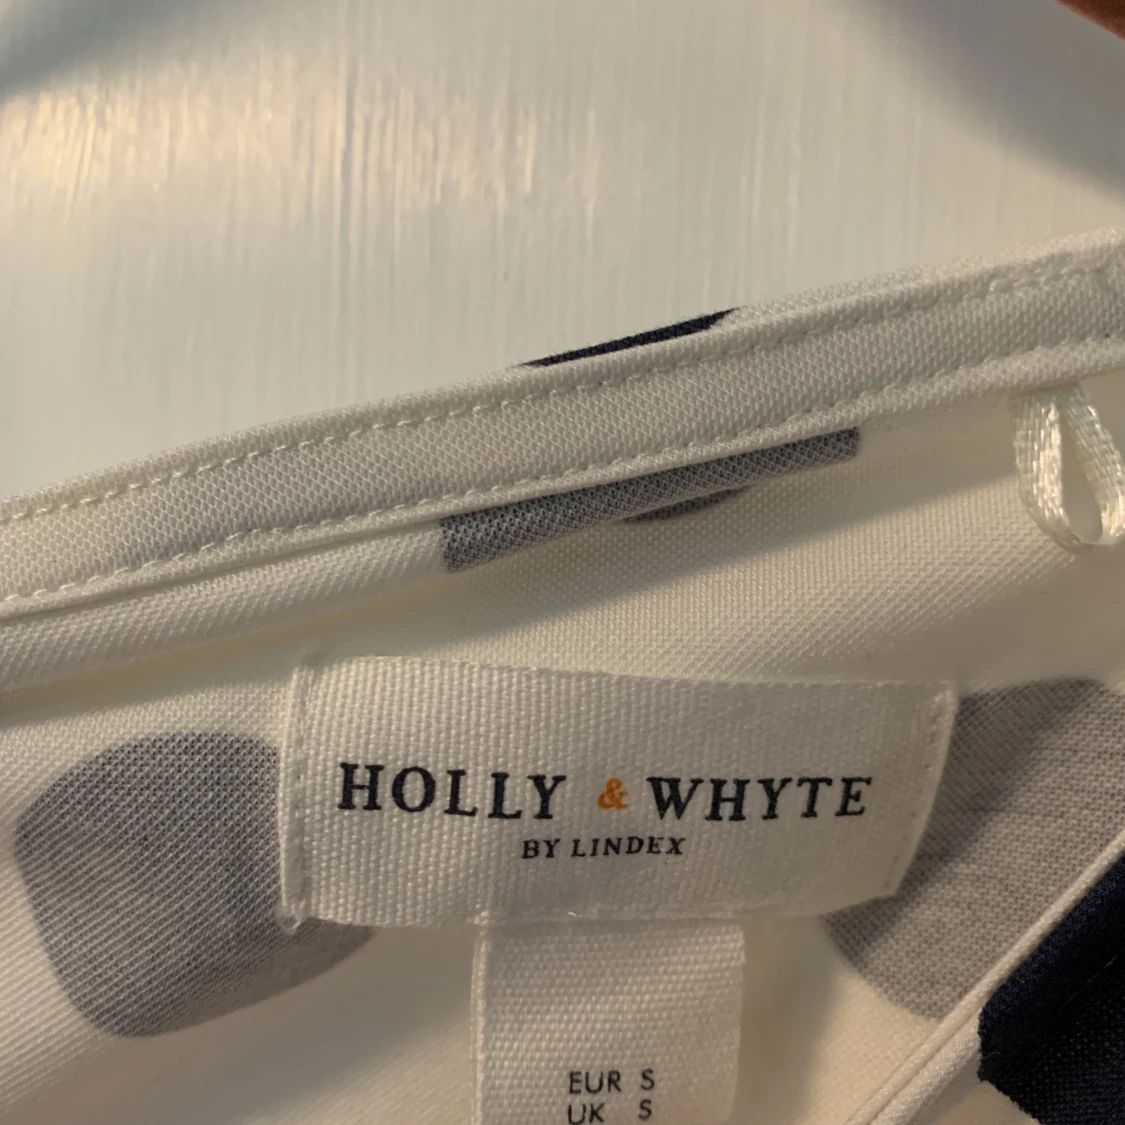 HOLLY & WHYTE
BY LINDEX
EUR S
UK S